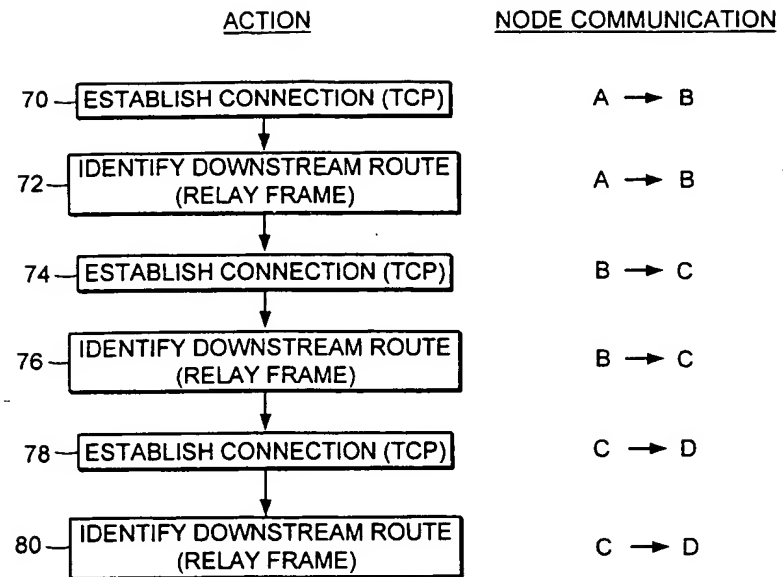 ACTION NODE COMMUNICATION
70 ESTABLISH CONNECTION (TCP) A → B
72 IDENTIFY DOWNSTREAM ROUTE (RELAY FRAME) A → B
74 ESTABLISH CONNECTION (TCP) B → C
76 IDENTIFY DOWNSTREAM ROUTE (RELAY FRAME) B → C
78 ESTABLISH CONNECTION (TCP) C → D
80 IDENTIFY DOWNSTREAM ROUTE (RELAY FRAME) C → D